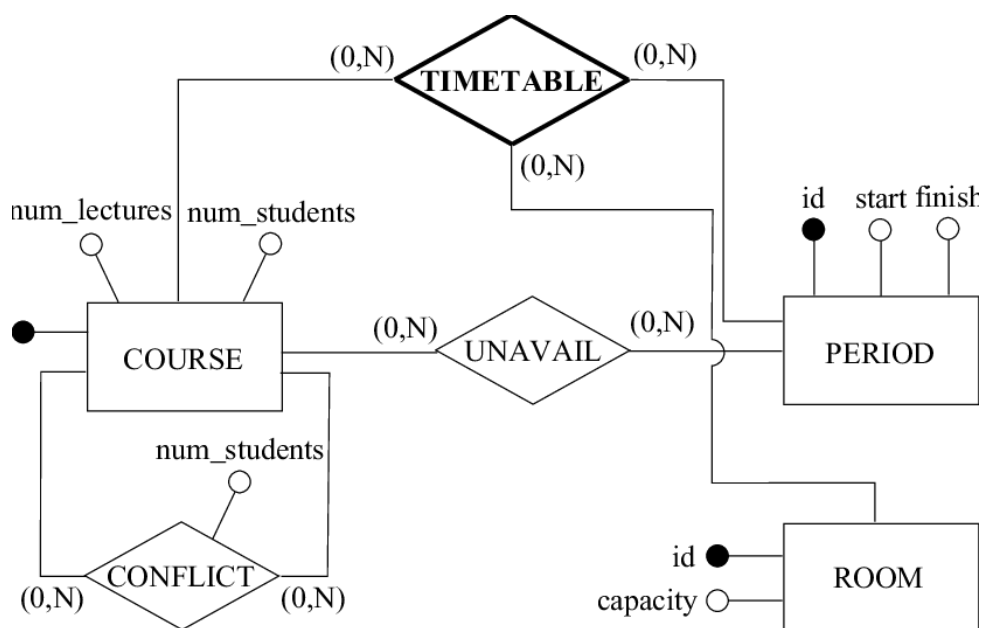 (0,N)
TIMETABLE
(0,N)
(0,N)
num_lectures
num_students
id
start
finish
COURSE
(0,N)
UNAVAIL
(0,N)
PERIOD
num_students
(0,N)
CONFLICT
(0,N)
id
capacity
ROOM